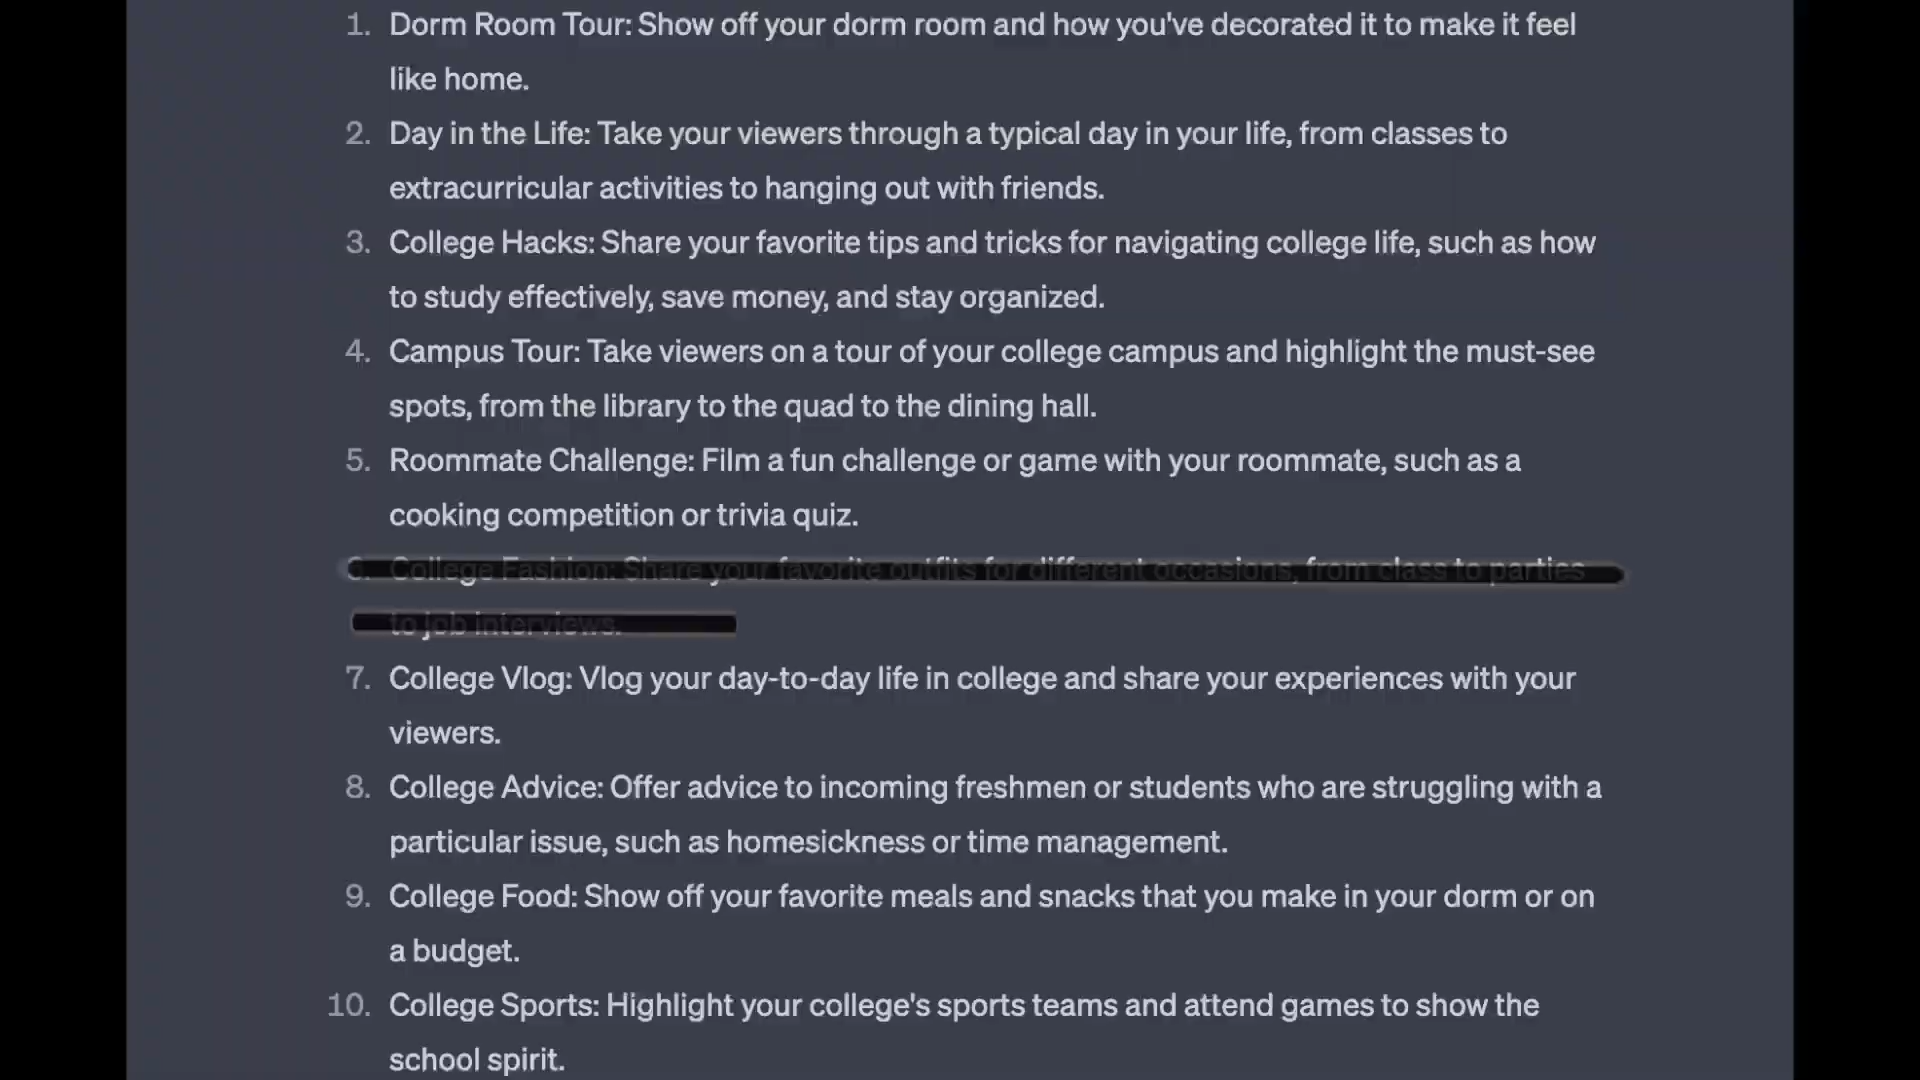 1. Dorm Room Tour: Show off your dorm room and how you've decorated it to make it feel
like home.
2. Day in the Life: Take your viewers through a typical day in your life, from classes to
extracurricular activities to hanging out with friends.
3. College Hacks: Share your favorite tips and tricks for navigating college life, such as how
to study effectively, save money, and stay organized.
4. Campus Tour: Take viewers on a tour of your college campus and highlight the must-see
spots, from the library to the quad to the dining hall.
5. Roommate Challenge: Film a fun challenge or game with your roommate, such as a
cooking competition or trivia quiz.
6. College Fashion: Share your favorite outfits for different occasions, from class to parties
to job interviews.
7. College Vlog: Vlog your day-to-day life in college and share your experiences with your
viewers.
8. College Advice: Offer advice to incoming freshmen or students who are struggling with a
particular issue, such as homesickness or time management.
9. College Food: Show off your favorite meals and snacks that you make in your dorm or on
a budget.
10. College Sports: Highlight your college's sports teams and attend games to show the
school spirit.